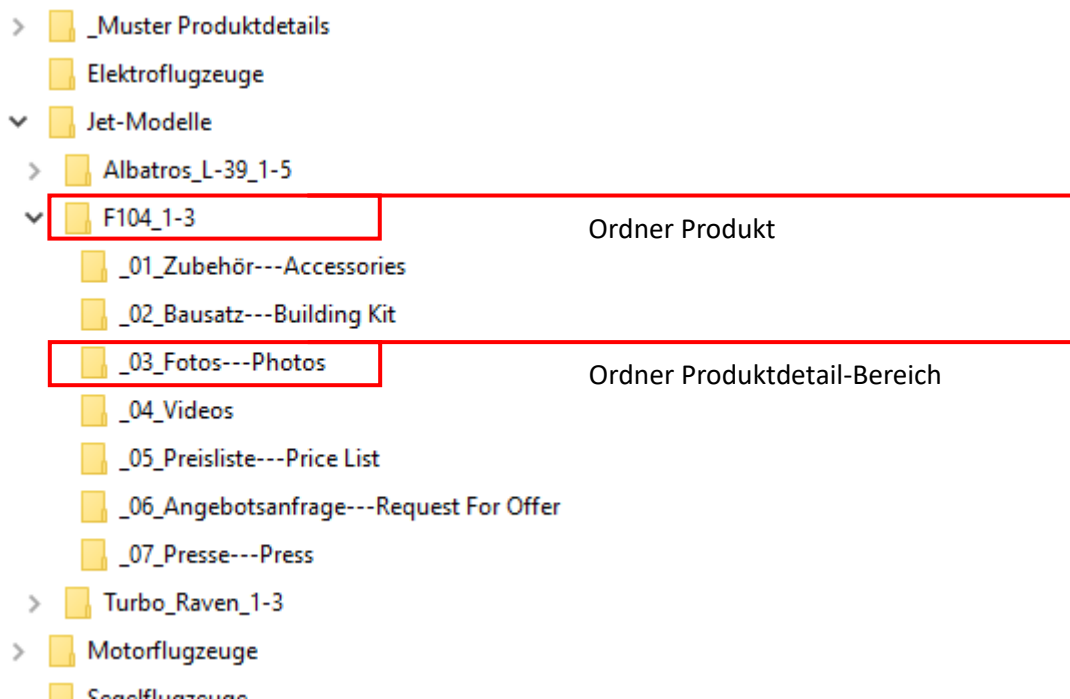 _Muster Produktdetails
Elektroflugzeuge
Jet-Modelle
Albatros_L-39_1-5
F104_1-3
Ordner Produkt
_01_Zubehör---Accessories
_02_Bausatz---Building Kit
_03_Fotos---Photos
Ordner Produktdetail-Bereich
_04_Videos
_05_Preisliste---Price List
_06_Angebotsanfrage---Request For Offer
_07_Presse---Press
Turbo_Raven_1-3
Motorflugzeuge
Segelflugzeuge